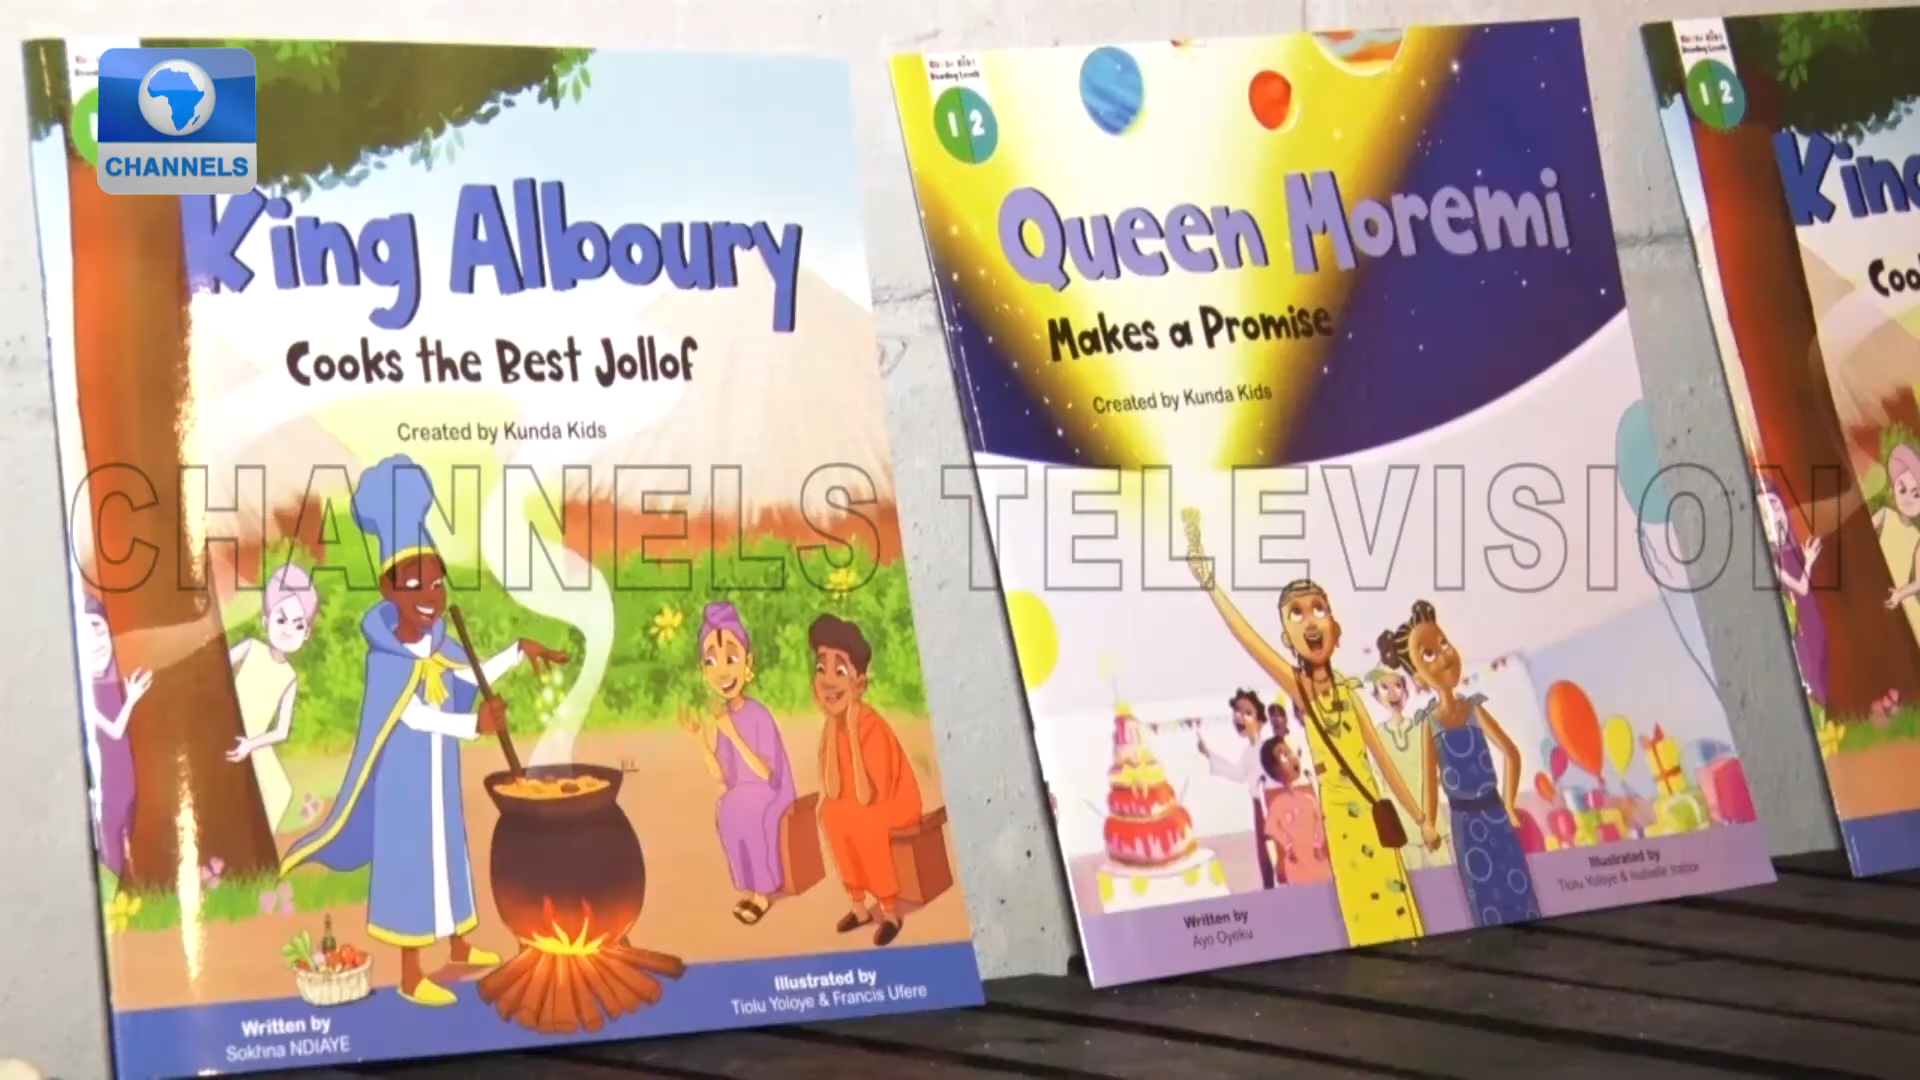 CHANNELS
King Alboury
Cooks the Best Jollof
Created by Kunda Kids
Written by
Sokhna NDIAYE
Illustrated by
Tiolu Yoloye & Francis Ufere
1 2
Queen Moremi
Makes a Promise
Created by Kunda Kids
Written by
Ayo Oyeku
Illustrated by
1 2
CHANNELS TELEVISION